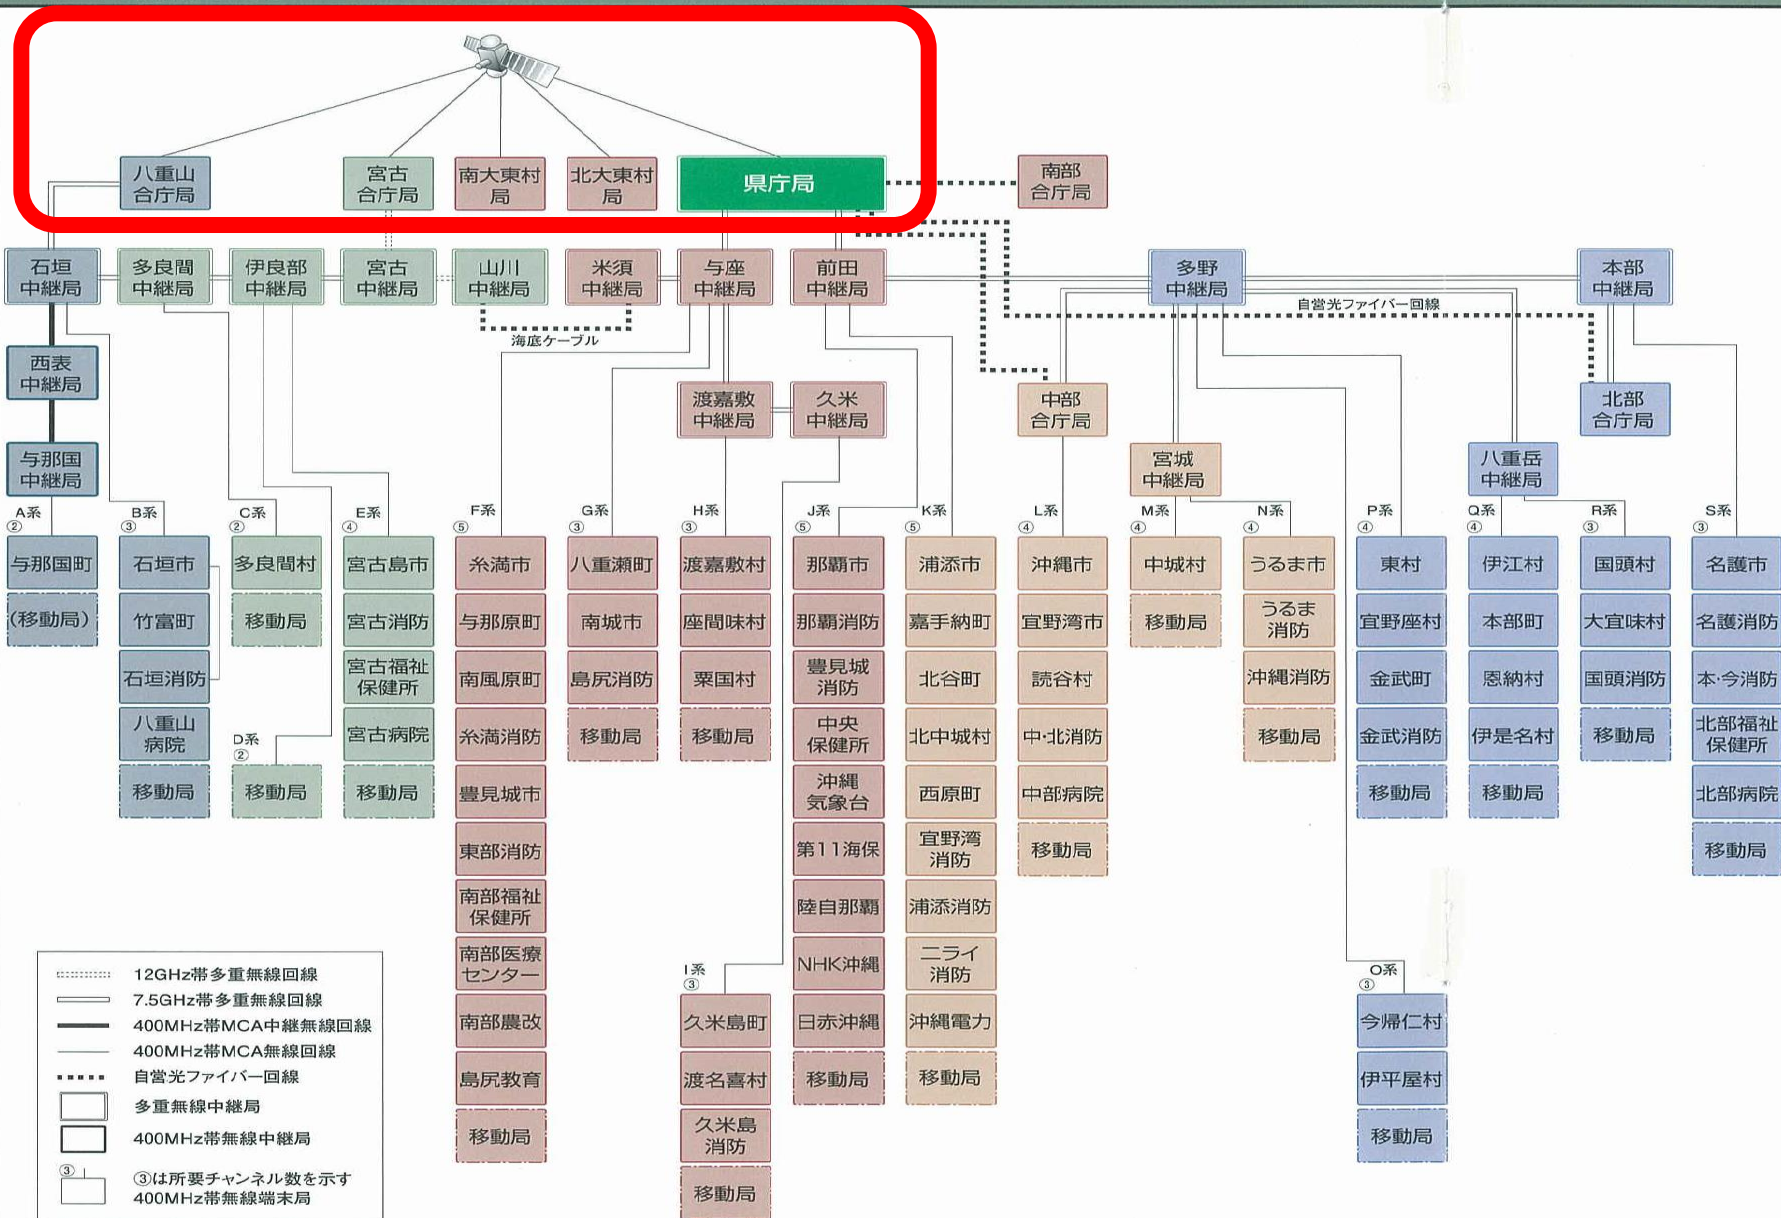 八重山
合庁局
宮古
合庁局
南大東村
局
北大東村
局
県庁局
南部
合庁局
石垣
中継局
多良間
中継局
伊良部
中継局
宮古
中継局
山川
中継局
米須
中継局
与座
中継局
前田
中継局
多野
中継局
本部
中継局
自営光ファイバー回線
海底ケーブル
西表
中継局
渡嘉敷
中継局
久米
中継局
中部
合庁局
北部
合庁局
与那国
中継局
宮城
中継局
八重岳
中継局
A系
②
与那国町
(移動局)
B系
③
石垣市
竹富町
石垣消防
八重山
病院
移動局
C系
②
多良間村
移動局
D系
②
移動局
E系
④
宮古島市
宮古消防
宮古福祉
保健所
宮古病院
移動局
F系
⑤
糸満市
与那原町
南風原町
糸満消防
豊見城市
東部消防
南部福祉
保健所
南部医療
センター
南部農改
島尻教育
移動局
G系
③
八重瀬町
南城市
島尻消防
移動局
H系
③
渡嘉敷村
座間味村
粟国村
移動局
I系
③
久米島町
渡名喜村
久米島
消防
移動局
J系
⑤
那覇市
那覇消防
豊見城
消防
中央
保健所
沖縄
気象台
第11海保
陸自那覇
NHK沖縄
日赤沖縄
移動局
K系
⑤
浦添市
嘉手納町
北谷町
北中城村
西原町
宜野湾
消防
浦添消防
ニライ
消防
沖縄電力
移動局
L系
④
沖縄市
宜野湾市
読谷村
中・北消防
中部病院
移動局
M系
④
中城村
移動局
N系
④
うるま市
うるま
消防
沖縄消防
移動局
O系
③
今帰仁村
伊平屋村
移動局
P系
④
東村
宜野座村
金武町
金武消防
移動局
Q系
④
伊江村
本部町
恩納村
伊是名村
移動局
R系
③
国頭村
大宜味村
国頭消防
移動局
S系
③
名護市
名護消防
本・今消防
北部福祉
保健所
北部病院
移動局
12GHz帯多重無線回線
7.5GHz帯多重無線回線
400MHz帯MCA中継無線回線
400MHz帯MCA無線回線
自営光ファイバー回線
多重無線中継局
400MHz帯無線中継局
③
③は所要チャンネル数を示す
400MHz帯無線端末局